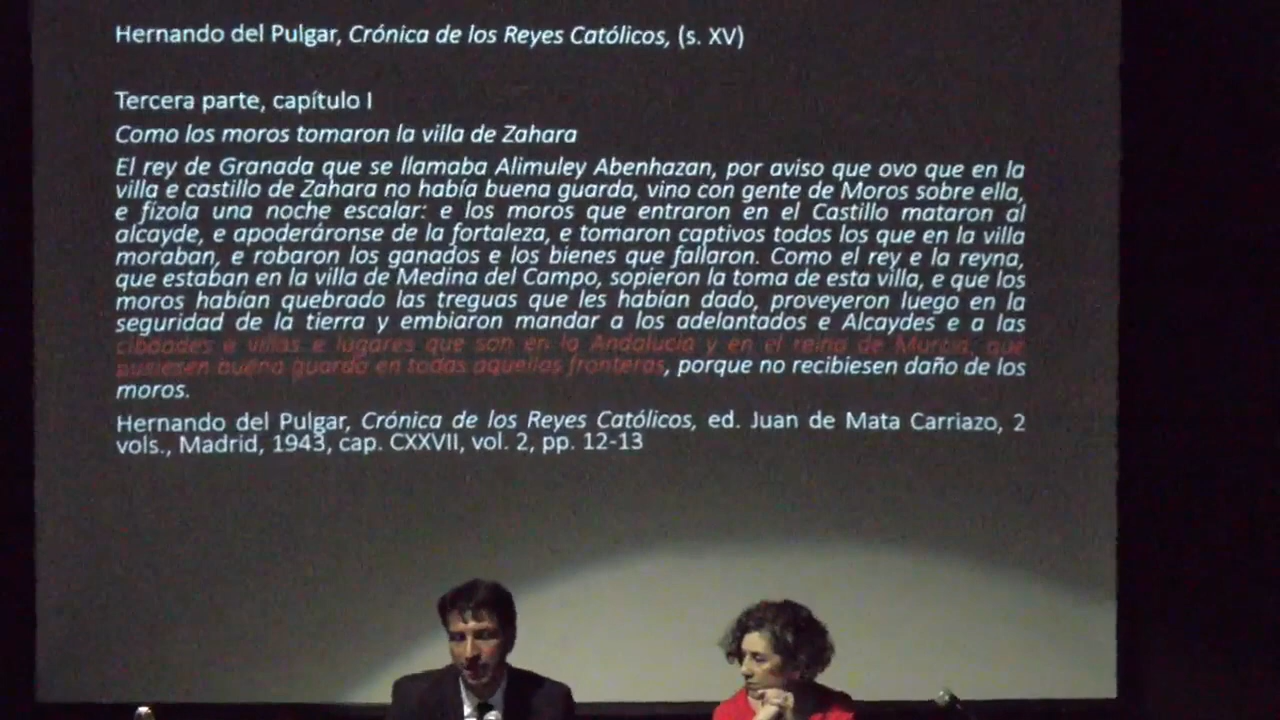 Hernando del Pulgar, Crónica de los Reyes Católicos, (s. XV)
Tercera parte, capítulo I
Como los moros tomaron la villa de Zahara
El rey de Granada que se llamaba Alimuley Abenhazan, por aviso que ovo que en la
villa e castillo de Zahara no había buena guarda, vino con gente de Moros sobre ella,
e fizola una noche escalar: e los moros que entraron en el Castillo mataron al
alcayde, e apoderáronse de la fortaleza, e tomaron captivos todos los que en la villa
moraban, e robaron los ganados e los bienes que fallaron. Como el rey e la reyna,
que estaban en la villa de Medina del Campo, sopieron la toma de esta villa, e que los
moros habían quebrado las treguas que les habían dado, proveyeron luego en la
seguridad de la tierra y embiaron mandar a los adelantados e Alcaydes e a las
cibdades e villas e lugares que son en la Andalucía y en el reino de Murcia, que
pusiesen buena guarda en todas aquellas fronteras, porque no recibiesen daño de los
moros.
Hernando del Pulgar, Crónica de los Reyes Católicos, ed. Juan de Mata Carriazo, 2
vols., Madrid, 1943, cap. CXXVII, vol. 2, pp. 12-13